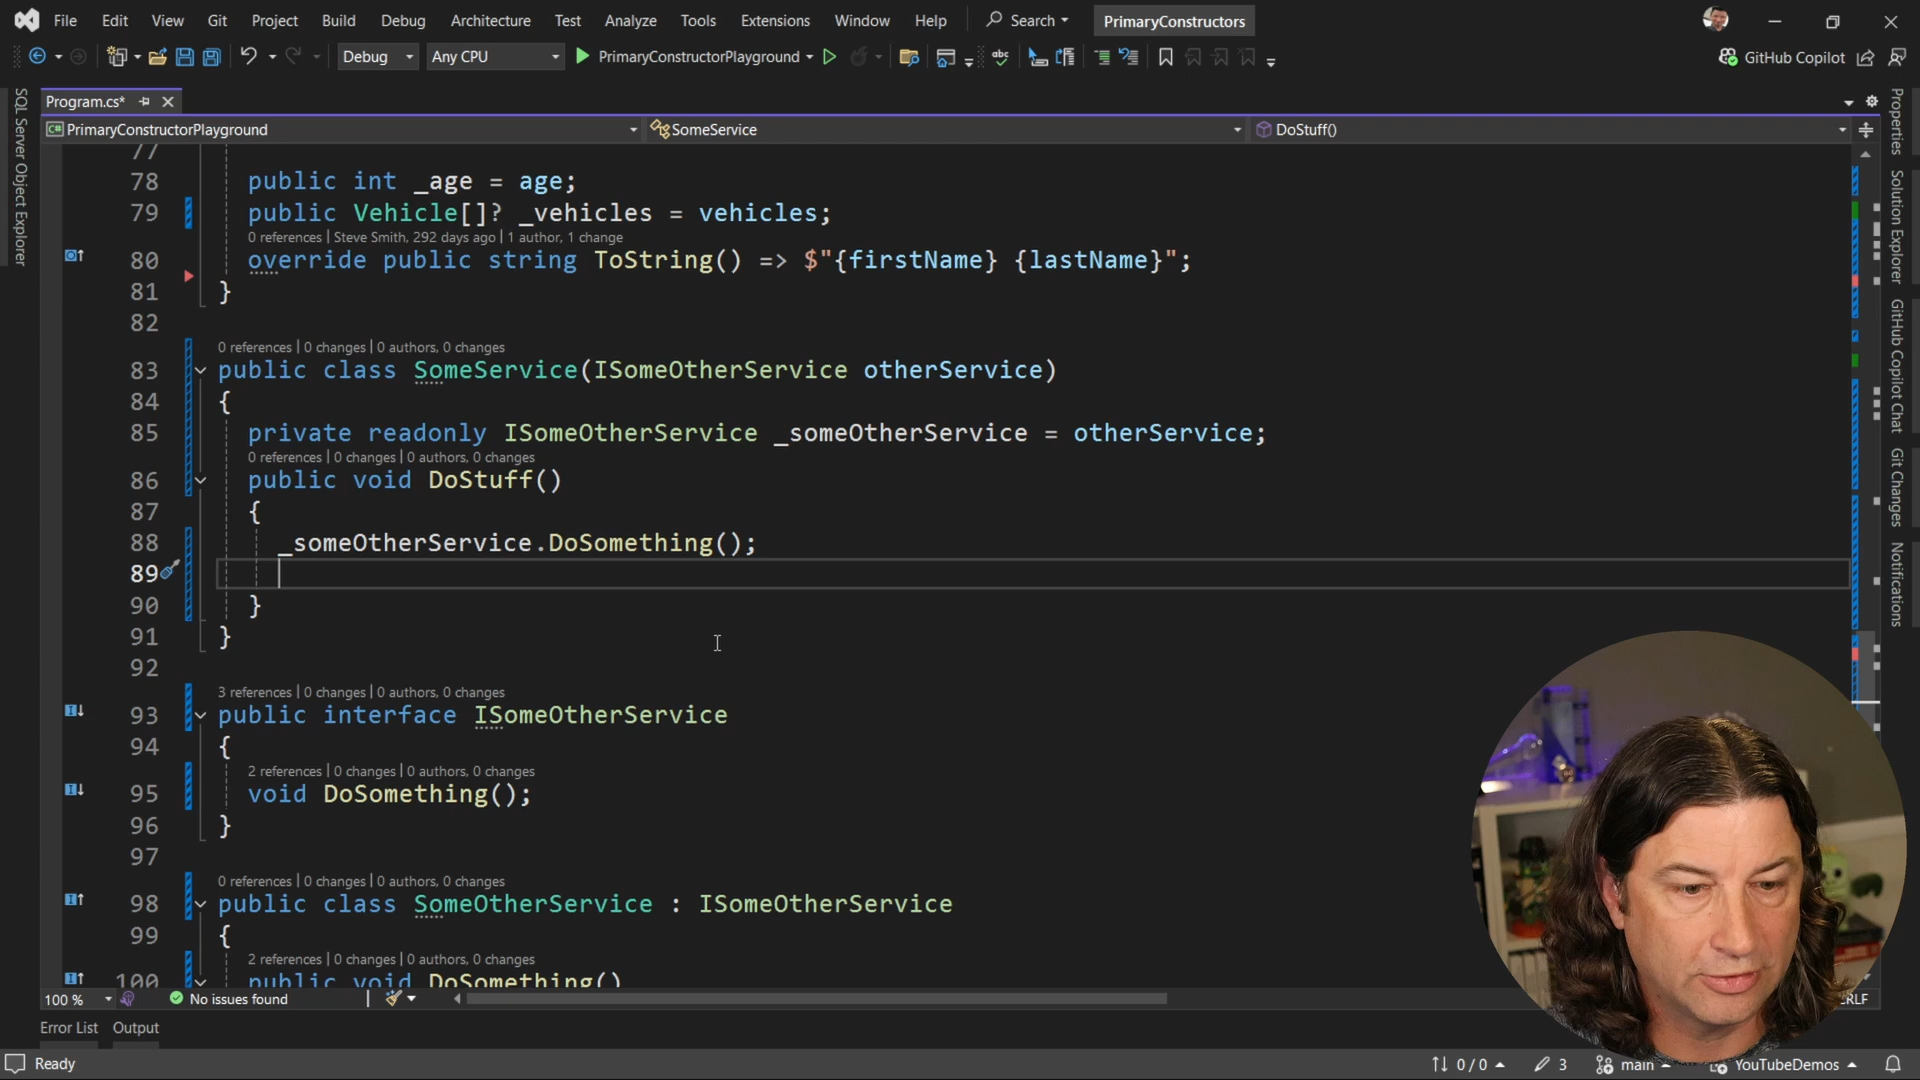 File Edit View Git Project Build Debug Architecture Test Analyze Tools Extensions Window Help Search PrimaryConstructors
Debug Any CPU PrimaryConstructorPlayground GitHub Copilot
Program.cs*
PrimaryConstructorPlayground SomeService DoStuff()
77
78 public int _age = age;
79 public Vehicle[]? _vehicles = vehicles;
0 references | Steve Smith, 292 days ago | 1 author, 1 change
80 override public string ToString() => $"{firstName} {lastName}";
81 }
82
0 references | 0 changes | 0 authors, 0 changes
83 public class SomeService(ISomeOtherService otherService)
84 {
85 private readonly ISomeOtherService _someOtherService = otherService;
0 references | 0 changes | 0 authors, 0 changes
86 public void DoStuff()
87 {
88 _someOtherService.DoSomething();
89
90 }
91 }
92
3 references | 0 changes | 0 authors, 0 changes
93 public interface ISomeOtherService
94 {
2 references | 0 changes | 0 authors, 0 changes
95 void DoSomething();
96 }
97
0 references | 0 changes | 0 authors, 0 changes
98 public class SomeOtherService : ISomeOtherService
99 {
2 references | 0 changes | 0 authors, 0 changes
100 public void DoSomething()
100 % No issues found CRLF
Error List Output
Ready 0 / 0 3 main YouTubeDemos
SQL Server Object Explorer
Properties
Solution Explorer
GitHub Copilot Chat
Git Changes
Notifications